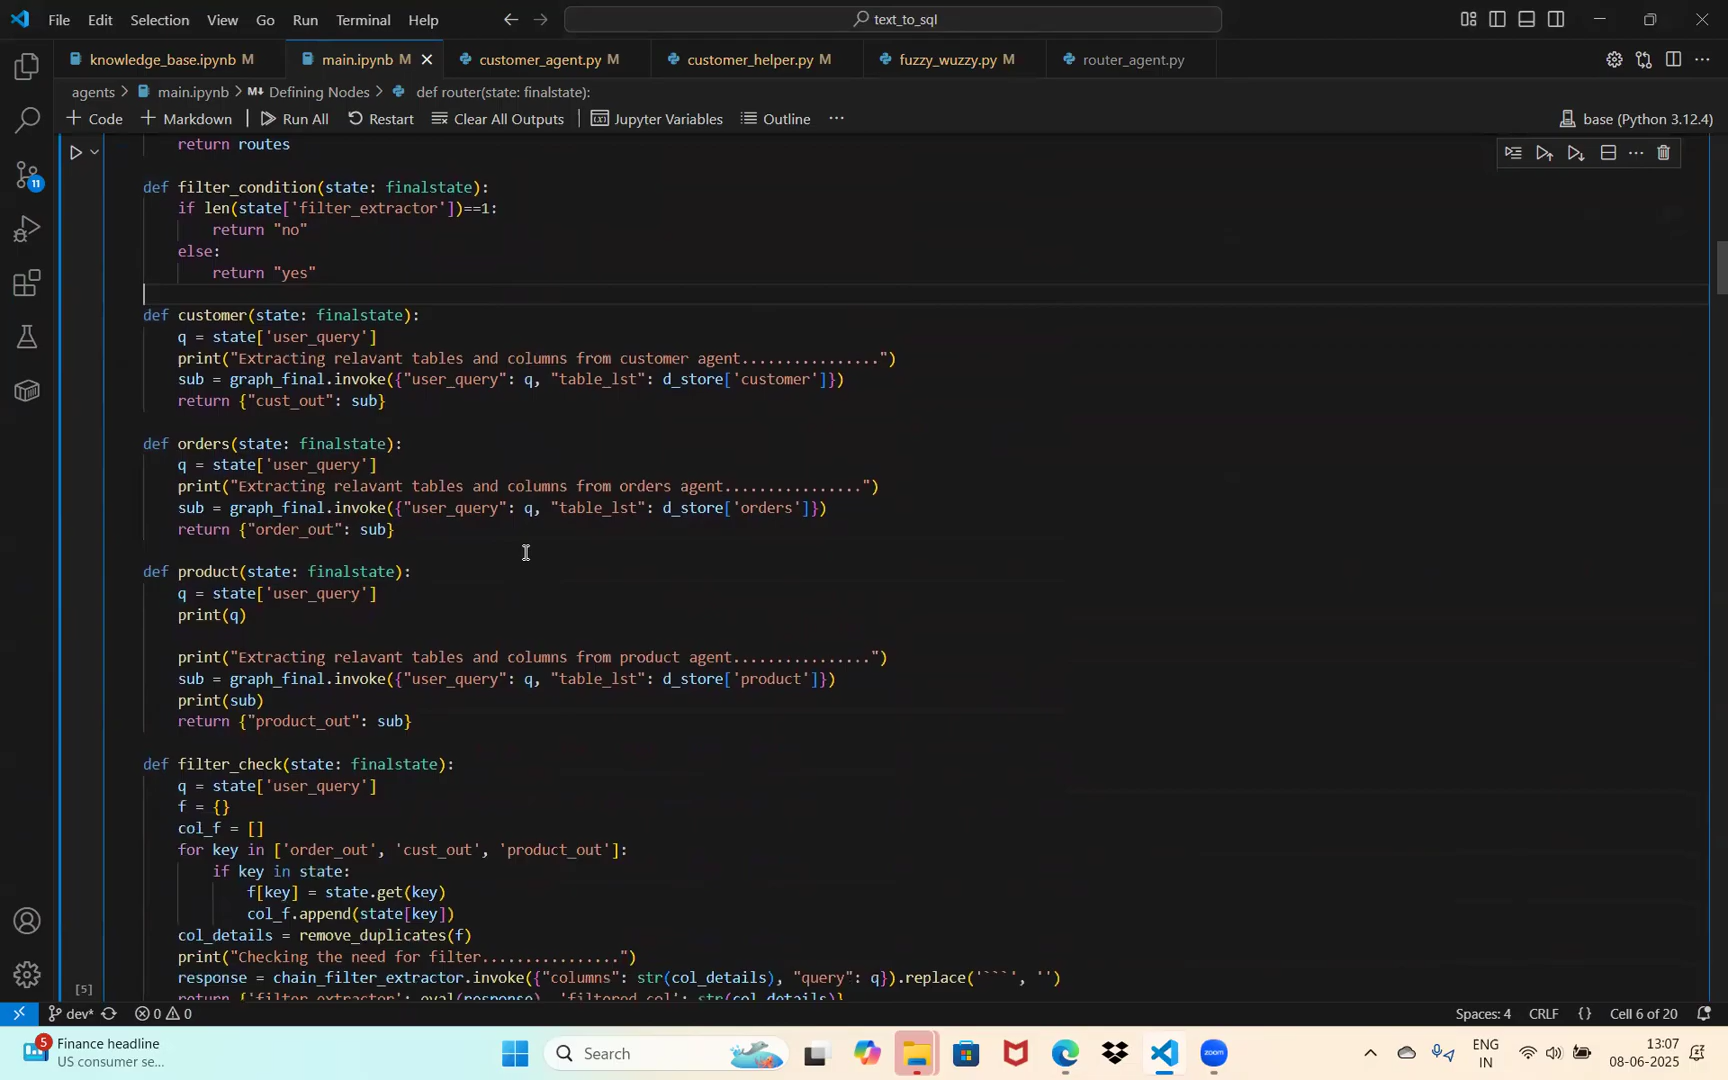 File Edit Selection View Go Run Terminal Help
text_to_sql
knowledge_base.ipynb M
main.ipynb M
customer_agent.py M
customer_helper.py M
fuzzy_wuzzy.py M
router_agent.py
agents > main.ipynb > Defining Nodes > def router(state: finalstate):
+ Code + Markdown Run All Restart Clear All Outputs Jupyter Variables Outline ...
base (Python 3.12.4)
return routes
def filter_condition(state: finalstate):
if len(state['filter_extractor'])==1:
return "no"
else:
return "yes"
def customer(state: finalstate):
q = state['user_query']
print("Extracting relavant tables and columns from customer agent................")
sub = graph_final.invoke({"user_query": q, "table_lst": d_store['customer']})
return {"cust_out": sub}
def orders(state: finalstate):
q = state['user_query']
print("Extracting relavant tables and columns from orders agent................")
sub = graph_final.invoke({"user_query": q, "table_lst": d_store['orders']})
return {"order_out": sub}
def product(state: finalstate):
q = state['user_query']
print(q)
print("Extracting relavant tables and columns from product agent................")
sub = graph_final.invoke({"user_query": q, "table_lst": d_store['product']})
print(sub)
return {"product_out": sub}
def filter_check(state: finalstate):
q = state['user_query']
f = {}
col_f = []
for key in ['order_out', 'cust_out', 'product_out']:
if key in state:
f[key] = state.get(key)
col_f.append(state[key])
col_details = remove_duplicates(f)
print("Checking the need for filter................")
response = chain_filter_extractor.invoke({"columns": str(col_details), "query": q}).replace('```', '')
return {'filter_extractor': eval(response), 'filtered_col': str(col_details)}
[5]
11
dev* 0 0
Spaces: 4 CRLF {} Cell 6 of 20
5
Finance headline
US consumer se...
Search
zoom
ENG
IN
13:07
08-06-2025